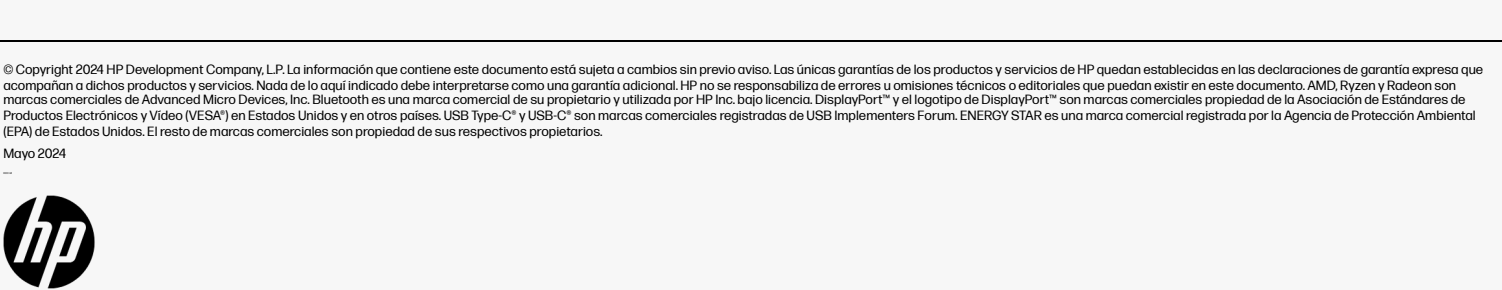 © Copyright 2024 HP Development Company, L.P. La información que contiene este documento está sujeta a cambios sin previo aviso. Las únicas garantías de los productos y servicios de HP quedan establecidas en las declaraciones de garantía expresa que
acompañan a dichos productos y servicios. Nada de lo aquí indicado debe interpretarse como una garantía adicional. HP no se responsabiliza de errores u omisiones técnicos o editoriales que puedan existir en este documento. AMD, Ryzen y Radeon son
marcas comerciales de Advanced Micro Devices, Inc. Bluetooth es una marca comercial de su propietario y utilizada por HP Inc. bajo licencia. DisplayPort™ y el logotipo de DisplayPort™ son marcas comerciales propiedad de la Asociación de Estándares de
Productos Electrónicos y Vídeo (VESA®) en Estados Unidos y en otros países. USB Type-C® y USB-C® son marcas comerciales registradas de USB Implementers Forum. ENERGY STAR es una marca comercial registrada por la Agencia de Protección Ambiental
(EPA) de Estados Unidos. El resto de marcas comerciales son propiedad de sus respectivos propietarios.
Mayo 2024
hp